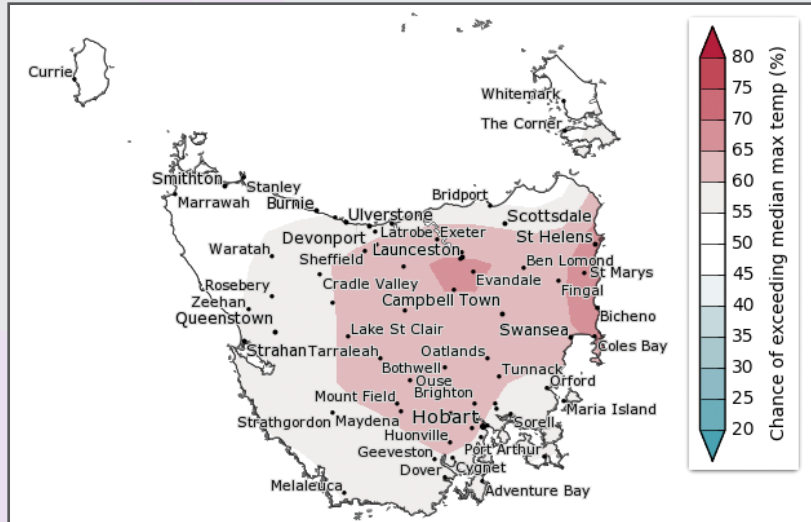 Currie
Whitemark
The Corner
Smithton
Stanley
Marrawah
Burnie
Bridport
Ulverstone
Scottsdale
Devonport
Latrobe
Exeter
St Helens
Waratah
Launceston
Sheffield
Ben Lomond
St Marys
Rosebery
Cradle Valley
Evandale
Fingal
Zeehan
Campbell Town
Bicheno
Queenstown
Lake St Clair
Swansea
Strahan
Tarraleah
Oatlands
Coles Bay
Bothwell
Tunnack
Ouse
Orford
Mount Field
Brighton
Maria Island
Strathgordon
Maydena
Hobart
Sorell
Huonville
Geeveston
Port Arthur
Dover
Cygnet
Melaleuca
Adventure Bay
80
75
70
65
60
55
50
45
40
35
30
25
20
Chance of exceeding median max temp (%)